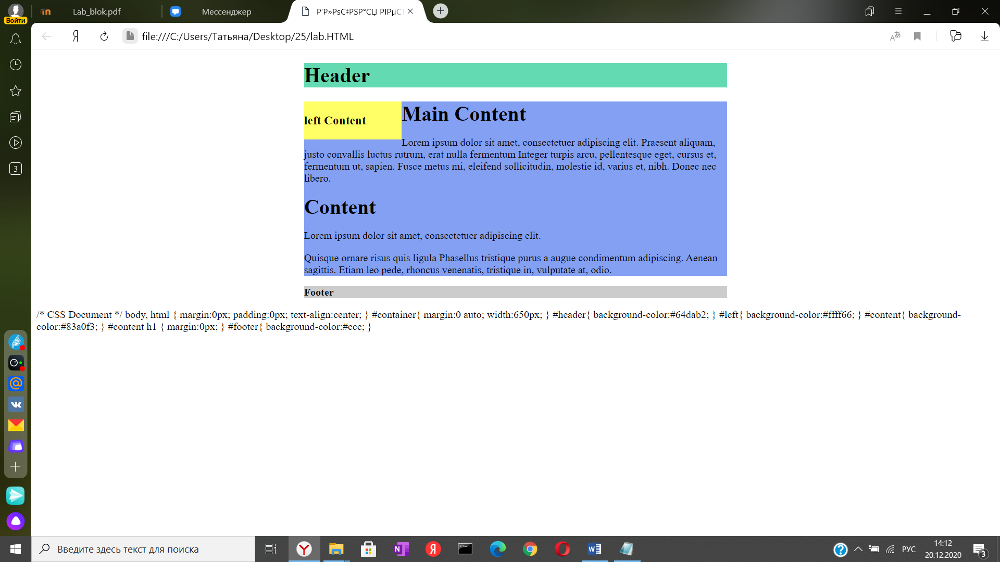 Lab_blok.pdf
Мессенджер
Р‘Р»РѕС‡РЅР°СЏ РІРµСЂ
Войти
Я
file:///C:/Users/Татьяна/Desktop/25/lab.HTML
3
Header
left Content
Main Content
Lorem ipsum dolor sit amet, consectetuer adipiscing elit. Praesent aliquam,
justo convallis luctus rutrum, erat nulla fermentum Integer turpis arcu, pellentesque eget, cursus et,
fermentum ut, sapien. Fusce metus mi, eleifend sollicitudin, molestie id, varius et, nibh. Donec nec
libero.
Content
Lorem ipsum dolor sit amet, consectetuer adipiscing elit.
Quisque ornare risus quis ligula Phasellus tristique purus a augue condimentum adipiscing. Aenean
sagittis. Etiam leo pede, rhoncus venenatis, tristique in, vulputate at, odio.
Footer
/* CSS Document */ body, html { margin:0px; padding:0px; text-align:center; } #container{ margin:0 auto; width:650px; } #header{ background-color:#64dab2; } #left{ background-color:#ffff66; } #content{ background-
color:#83a0f3; } #content h1 { margin:0px; } #footer{ background-color:#ccc; }
Введите здесь текст для поиска
РУС
14:12
20.12.2020
3